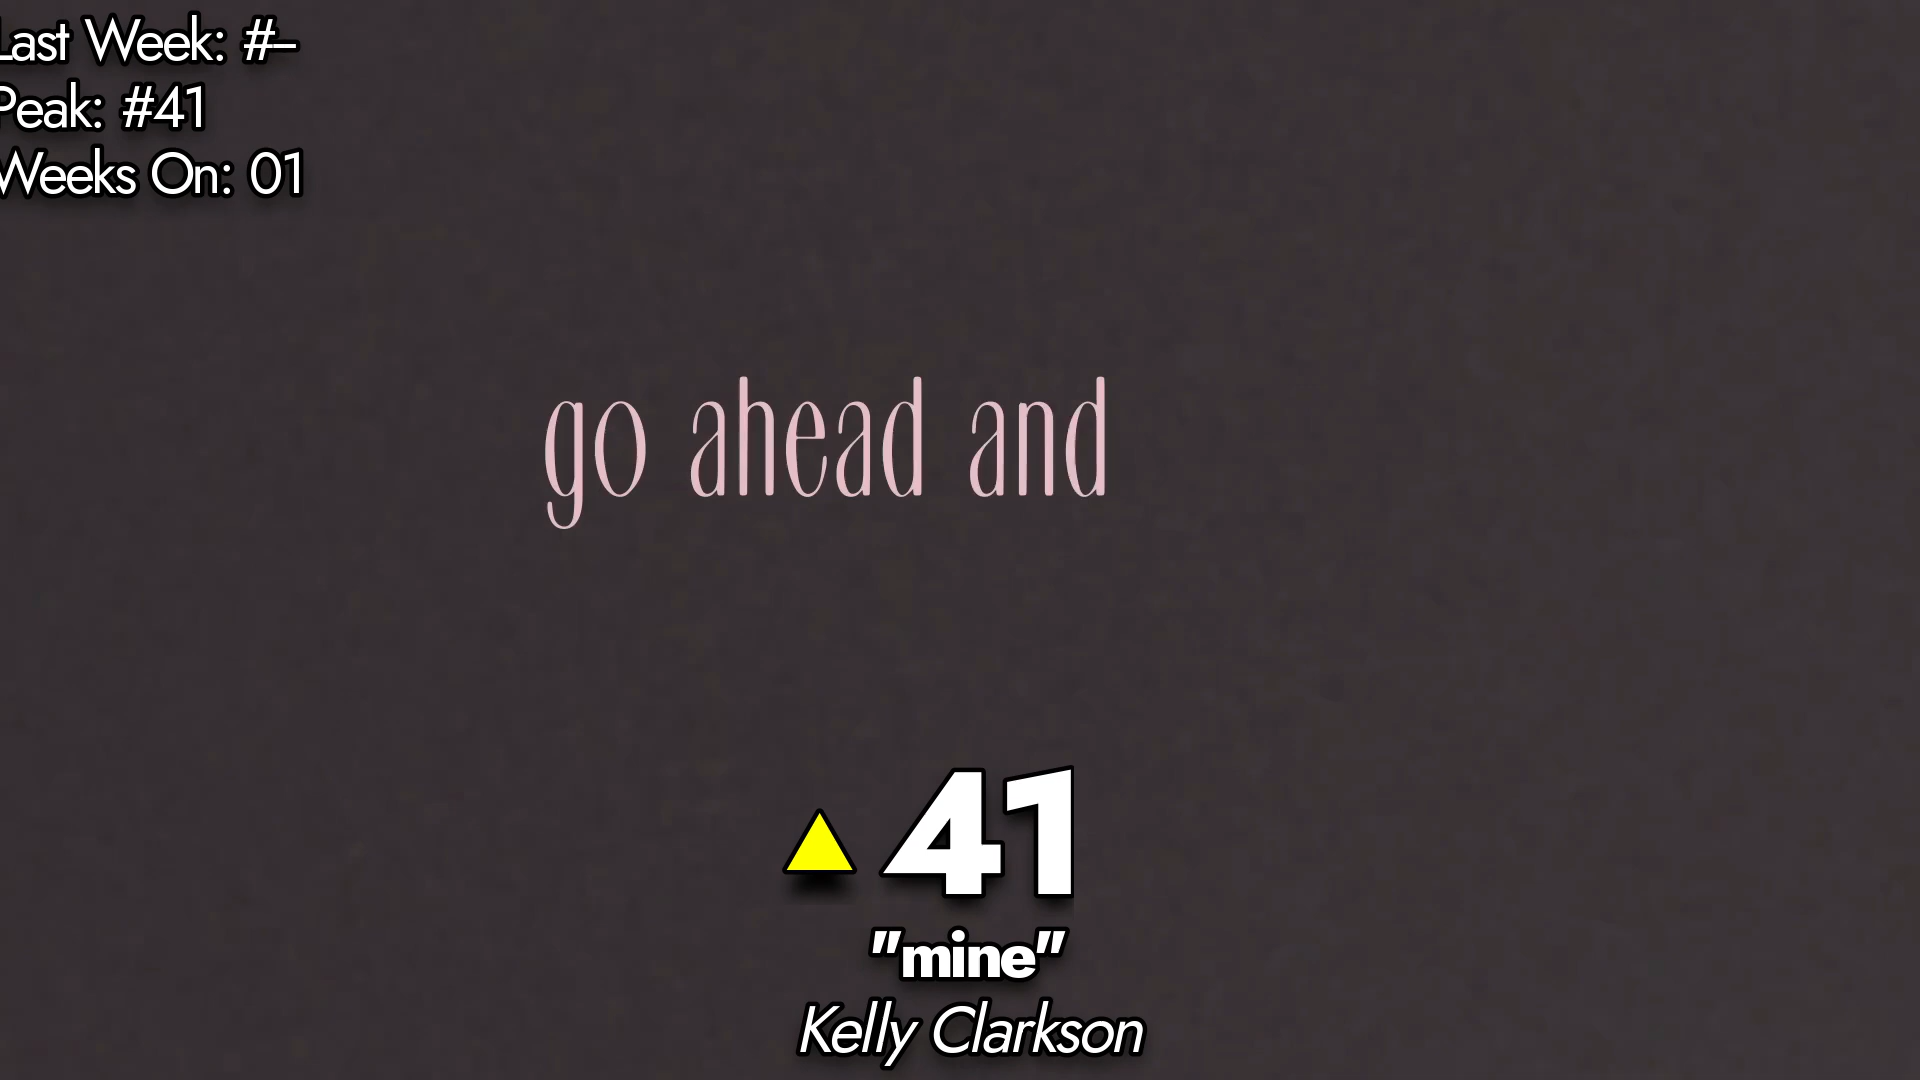 Last Week: #–
Peak: #41
Weeks On: 01
go ahead and
41
"mine"
Kelly Clarkson